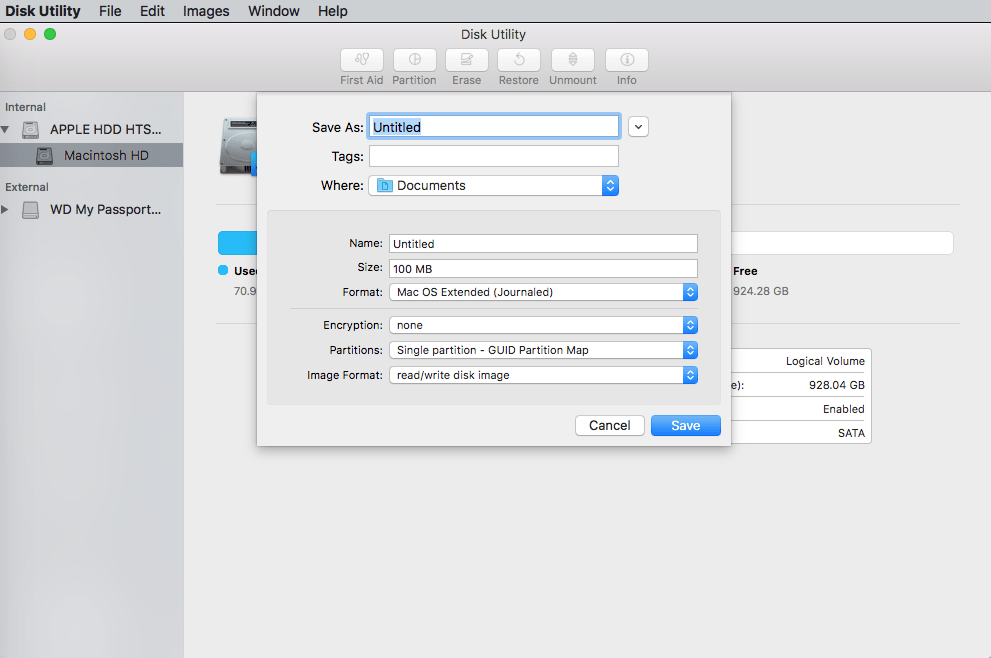 Disk Utility File Edit Images Window Help
Disk Utility
First Aid Partition Erase Restore Unmount Info
Internal
APPLE HDD HTS...
Macintosh HD
External
WD My Passport...
Save As: Untitled
Tags:
Where: Documents
Name: Untitled
Size: 100 MB
Format: Mac OS Extended (Journaled)
Encryption: none
Partitions: Single partition - GUID Partition Map
Image Format: read/write disk image
Cancel Save
Free
924.28 GB
Logical Volume
928.04 GB
Enabled
SATA